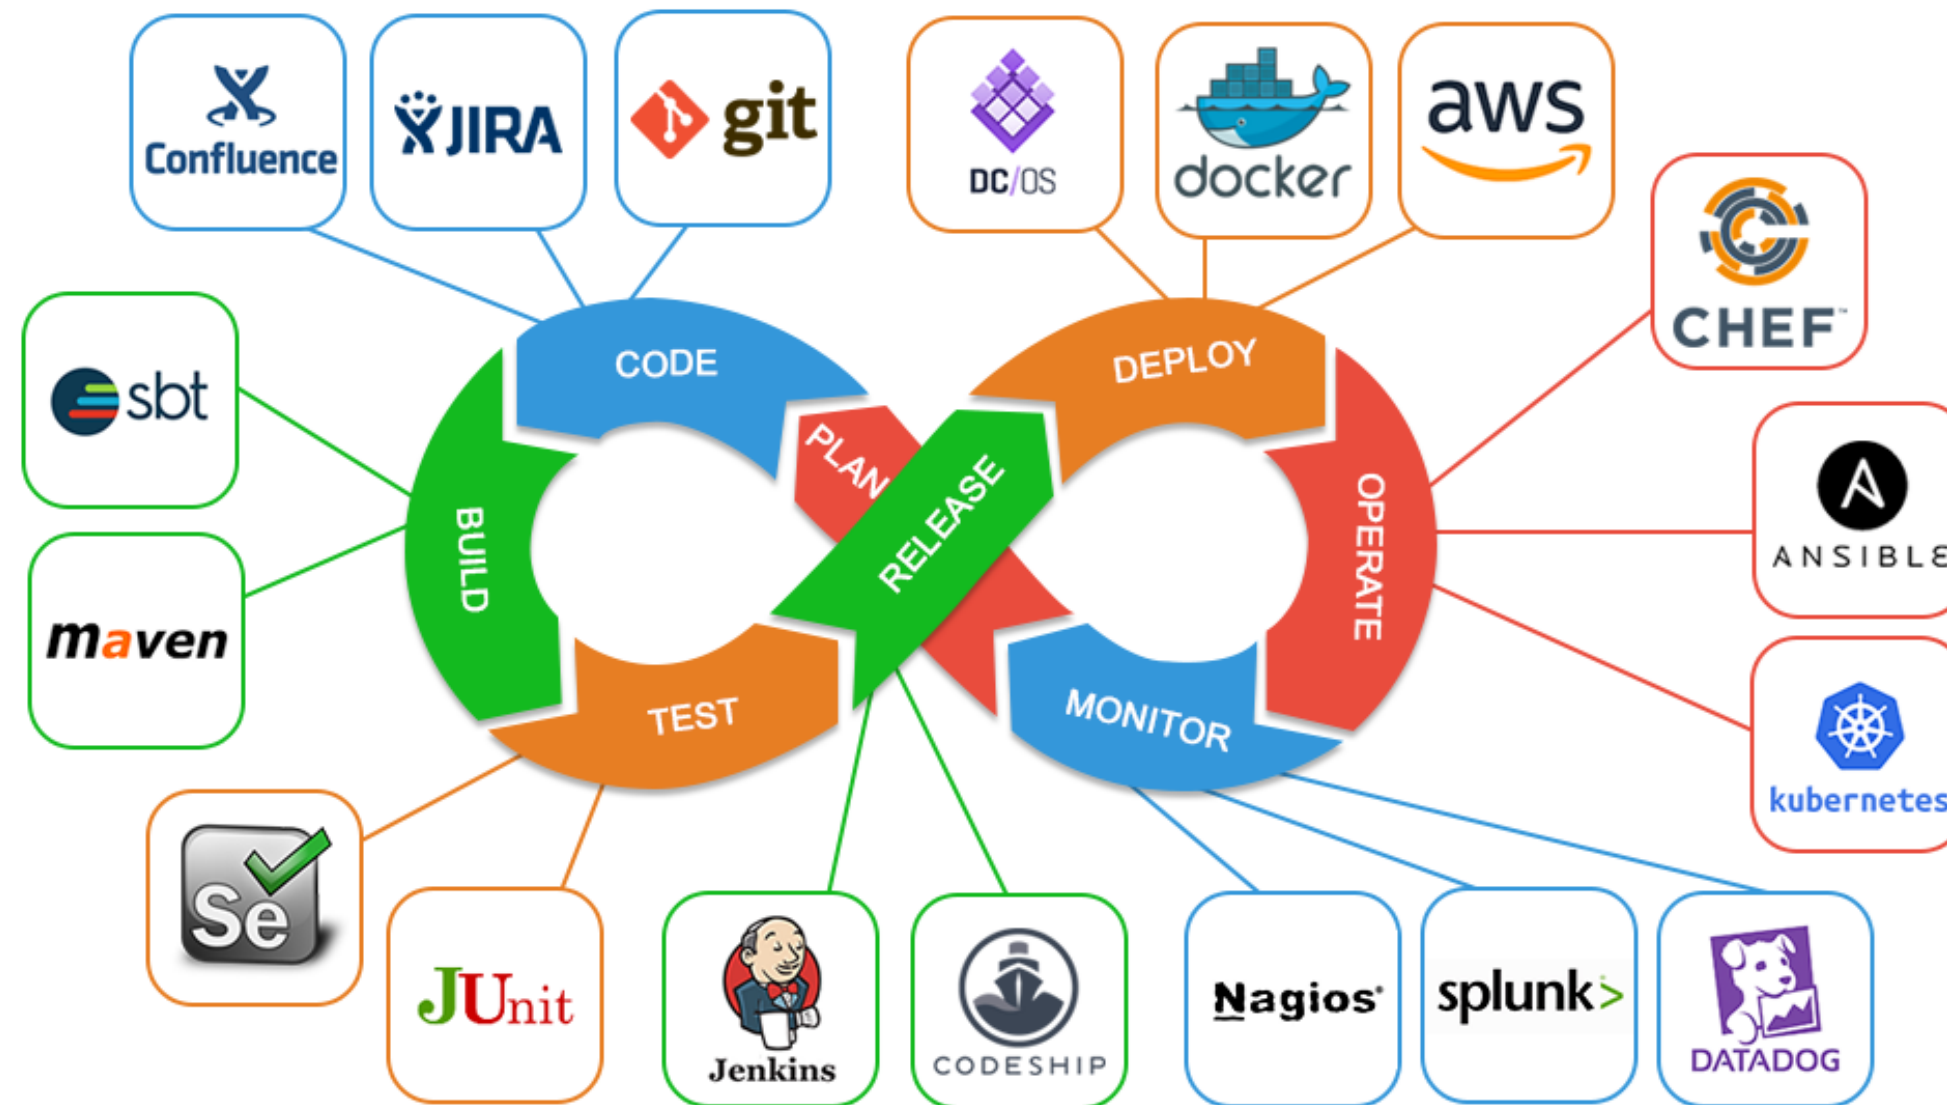 Confluence
JIRA
git
DC/OS
docker
aws
CHEF™
sbt
CODE
DEPLOY
PLAN
RELEASE
BUILD
OPERATE
ANSIBLE
maven
TEST
MONITOR
kubernetes
Se
JUnit
Jenkins
CODESHIP
Nagios®
splunk>
DATADOG